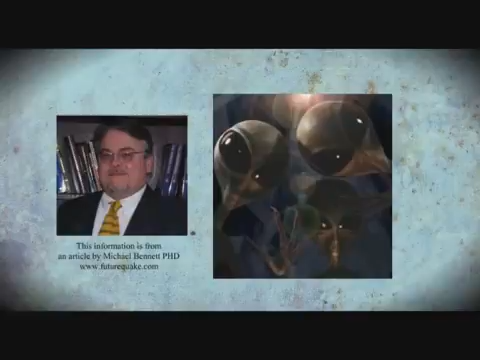 This information is from
an article by Michael Bennett PHD
www.futurequake.com